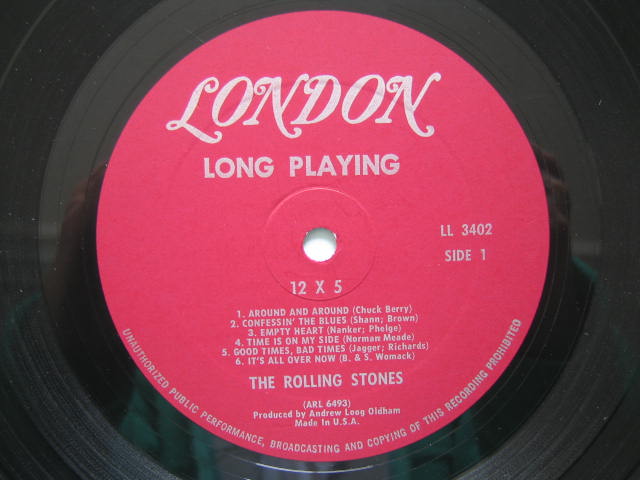 LONDON
LONG PLAYING
LL 3402
SIDE 1
12 X 5
1. AROUND AND AROUND (Chuck Berry)
2. CONFESSIN' THE BLUES (Shann; Brown)
3. EMPTY HEART (Nanker; Phelge)
4. TIME IS ON MY SIDE (Norman Meade)
5. GOOD TIMES, BAD TIMES (Jagger; Richards)
6. IT'S ALL OVER NOW (B. & S. Womack)
THE ROLLING STONES
(ARL 6493)
Produced by Andrew Loog Oldham
Made In U.S.A.
UNAUTHORIZED PUBLIC PERFORMANCE, BROADCASTING AND COPYING OF THIS RECORDING PROHIBITED